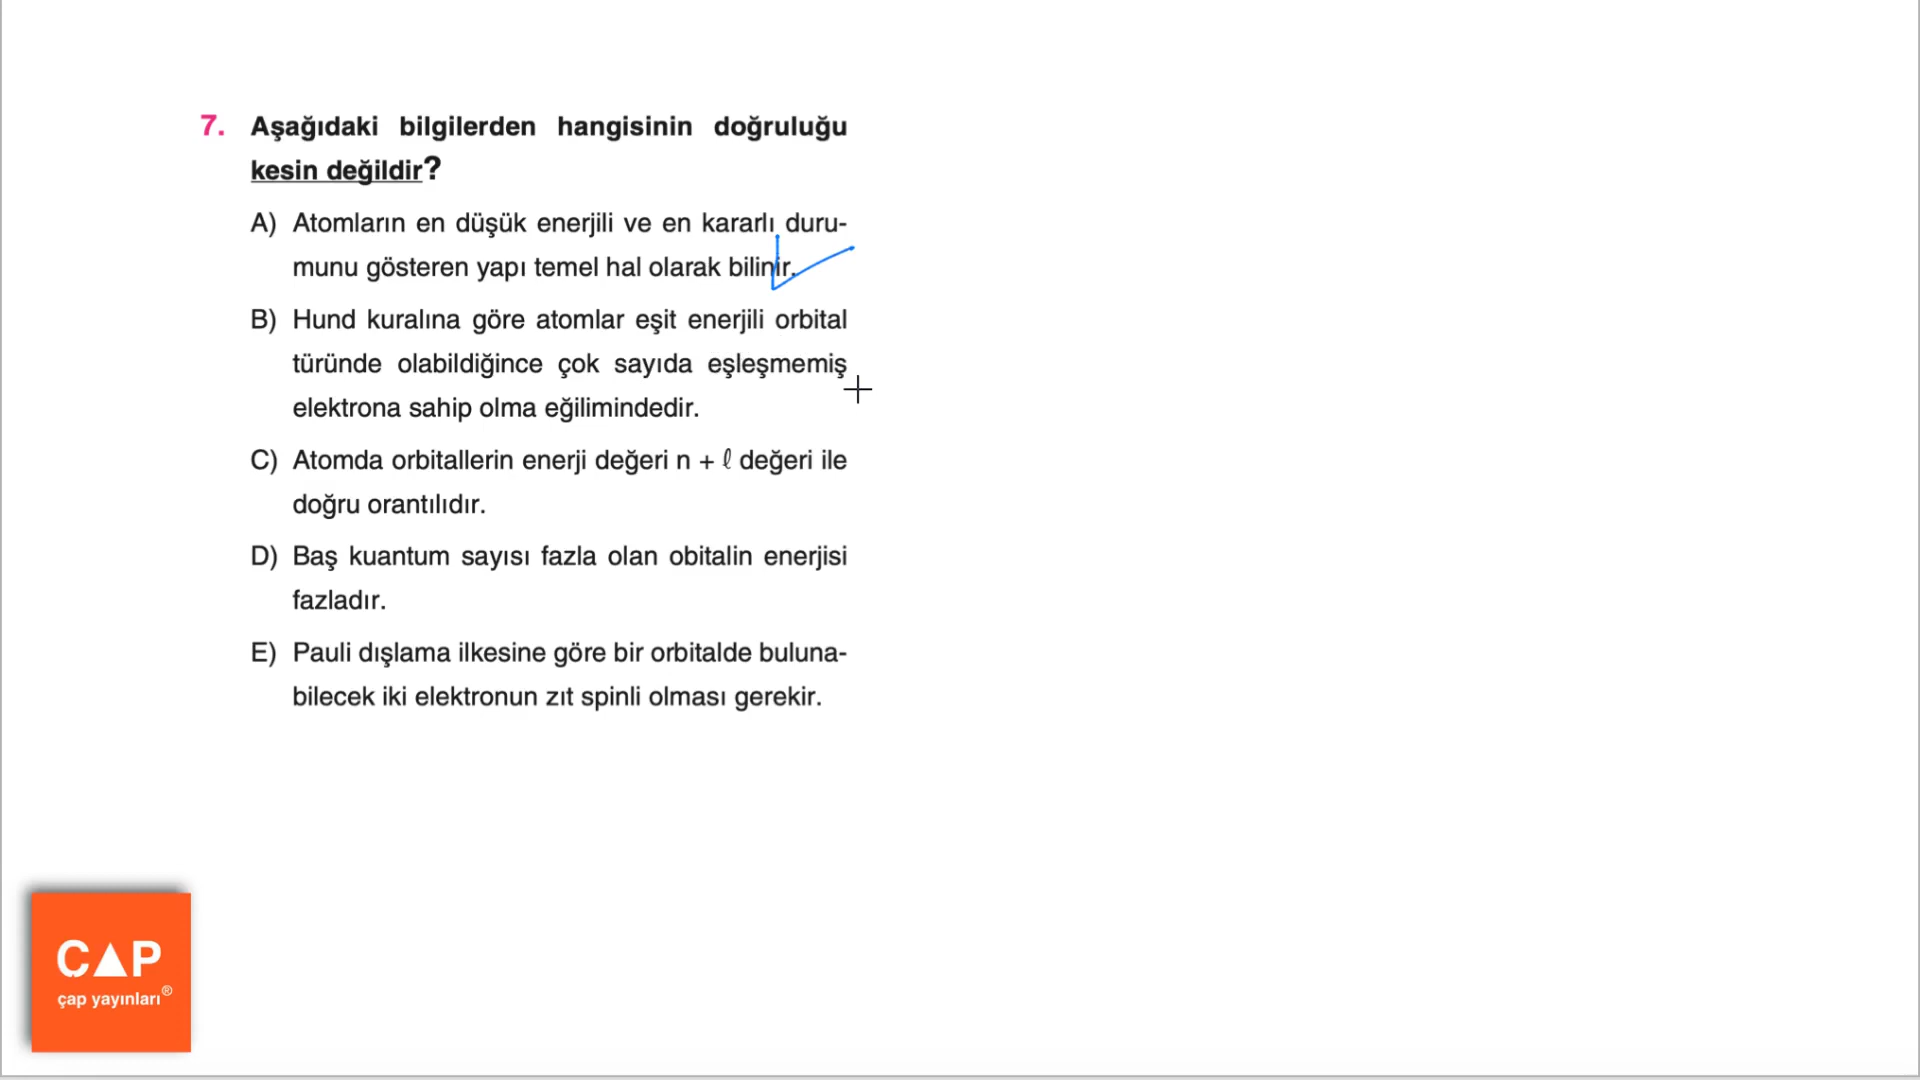 7. Aşağıdaki bilgilerden hangisinin doğruluğu
kesin değildir?
A) Atomların en düşük enerjili ve en kararlı duru-
munu gösteren yapı temel hal olarak bilinir.
B) Hund kuralına göre atomlar eşit enerjili orbital
türünde olabildiğince çok sayıda eşleşmemiş
elektrona sahip olma eğilimindedir.
C) Atomda orbitallerin enerji değeri n + ℓ değeri ile
doğru orantılıdır.
D) Baş kuantum sayısı fazla olan obitalin enerjisi
fazladır.
E) Pauli dışlama ilkesine göre bir orbitalde buluna-
bilecek iki elektronun zıt spinli olması gerekir.
ÇAP
çap yayınları®